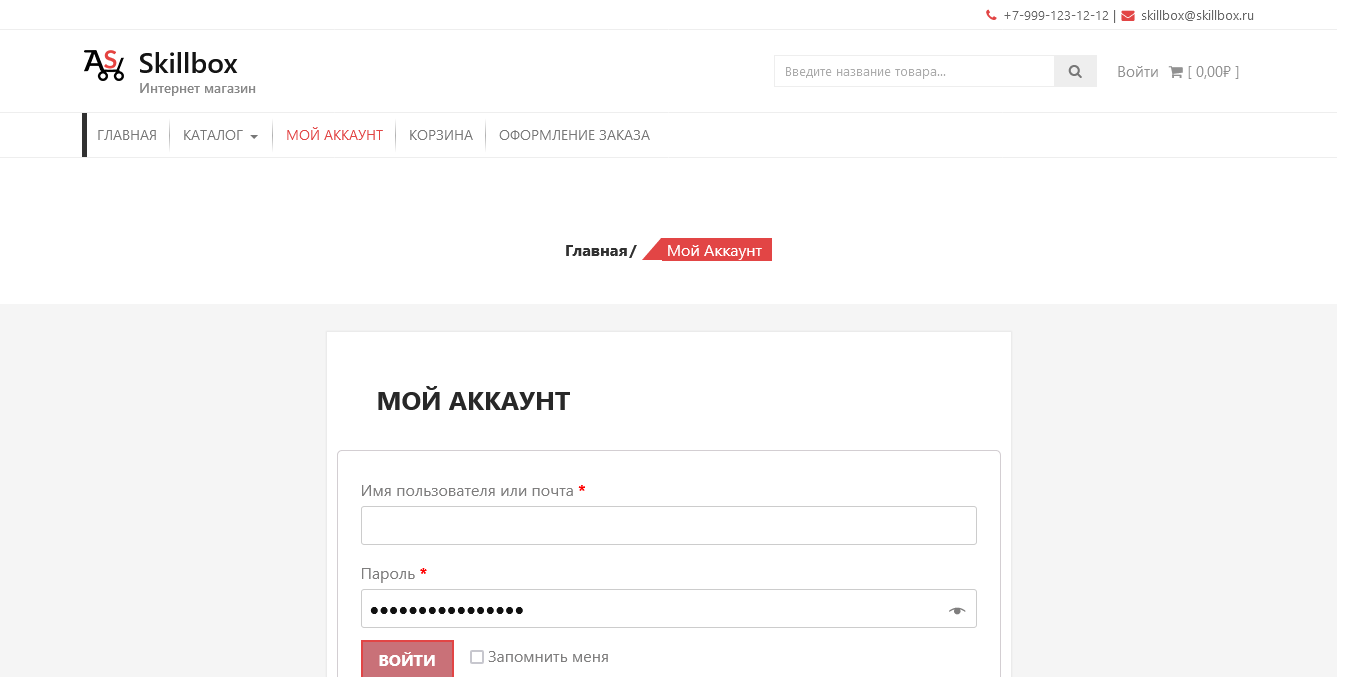 +7-999-123-12-12 | skillbox@skillbox.ru
AS Skillbox
Интернет магазин
Введите название товара...
Войти [ 0,00₽ ]
ГЛАВНАЯ КАТАЛОГ МОЙ АККАУНТ КОРЗИНА ОФОРМЛЕНИЕ ЗАКАЗА
Главная / Мой Аккаунт
МОЙ АККАУНТ
Имя пользователя или почта *
Пароль *
••••••••••••••••
ВОЙТИ Запомнить меня